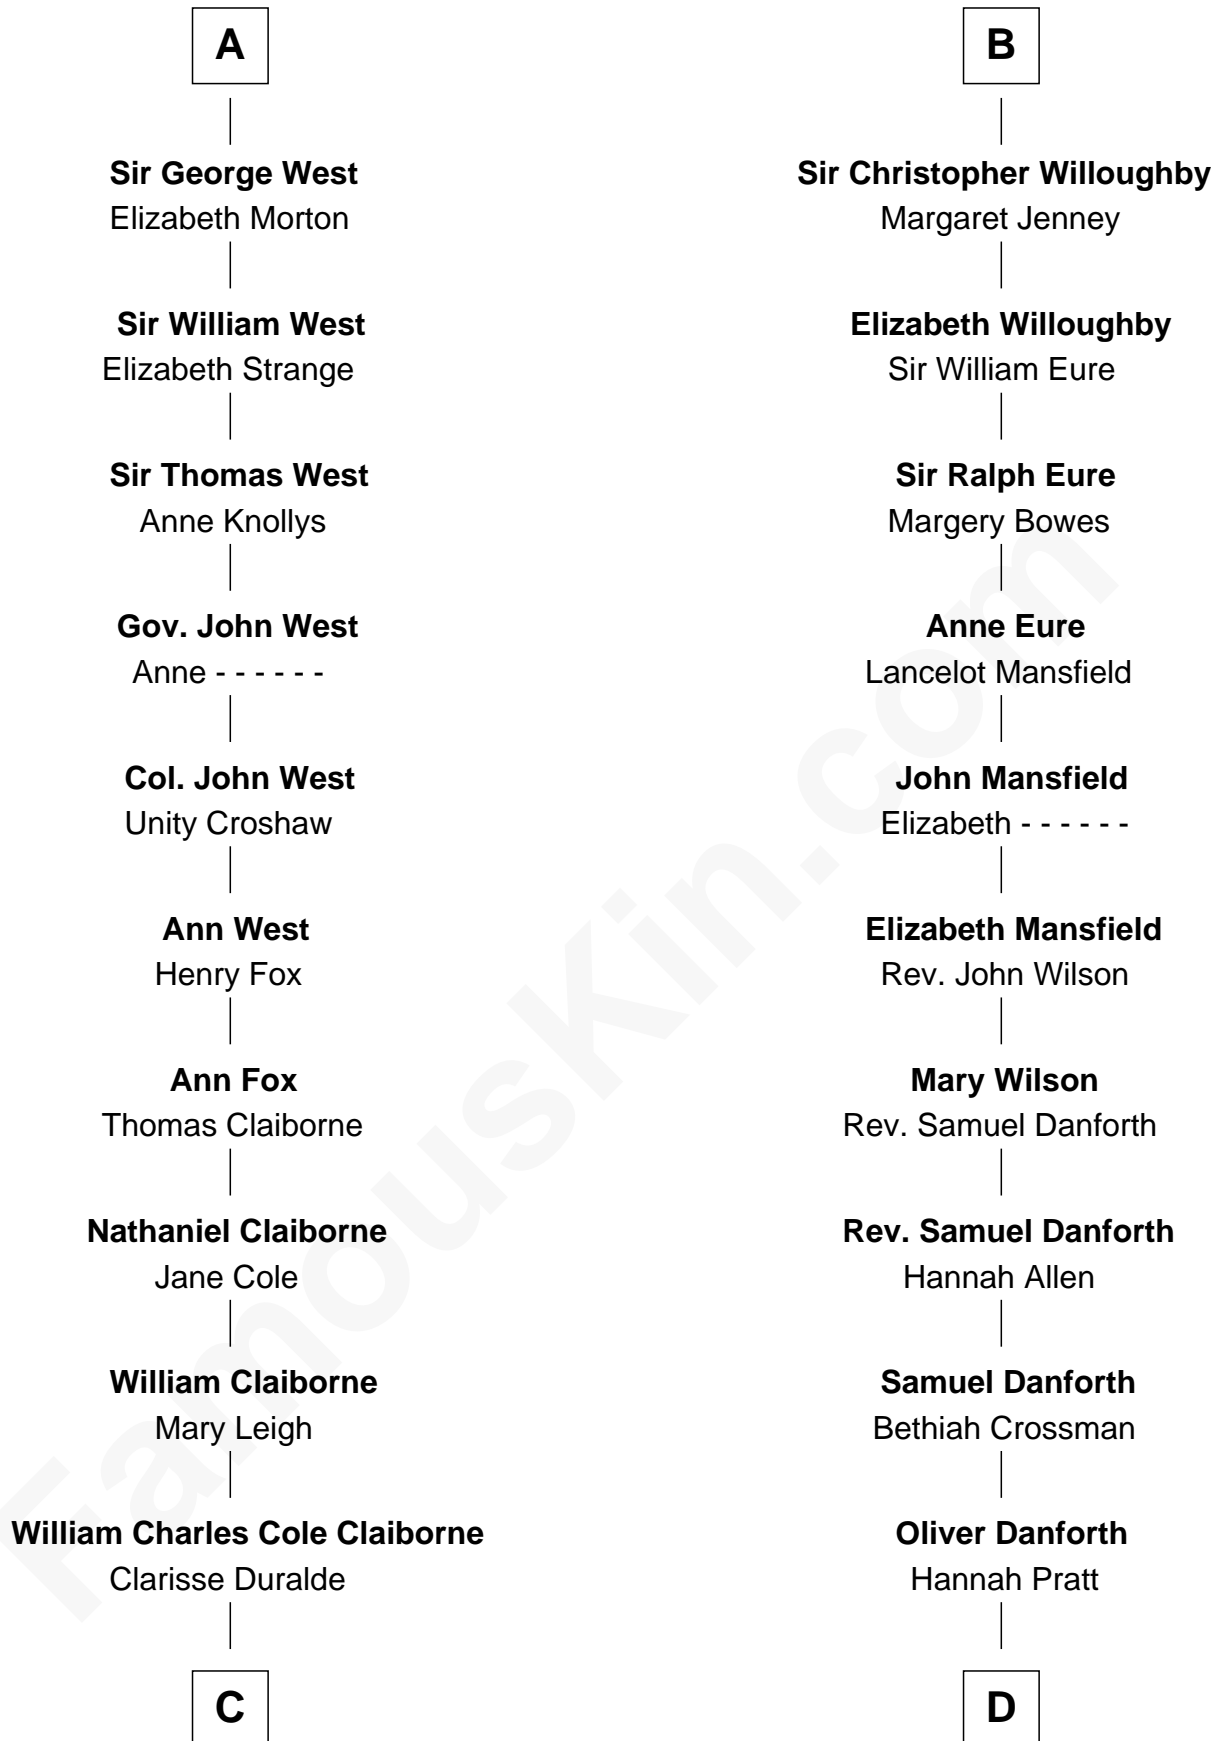 A
Sir George West
Elizabeth Morton
Sir William West
Elizabeth Strange
Sir Thomas West
Anne Knollys
Gov. John West
Anne - - - - - -
Col. John West
Unity Croshaw
Ann West
Henry Fox
Ann Fox
Thomas Claiborne
Nathaniel Claiborne
Jane Cole
William Claiborne
Mary Leigh
William Charles Cole Claiborne
Clarisse Duralde
C
B
Sir Christopher Willoughby
Margaret Jenney
Elizabeth Willoughby
Sir William Eure
Sir Ralph Eure
Margery Bowes
Anne Eure
Lancelot Mansfield
John Mansfield
Elizabeth - - - - - -
Elizabeth Mansfield
Rev. John Wilson
Mary Wilson
Rev. Samuel Danforth
Rev. Samuel Danforth
Hannah Allen
Samuel Danforth
Bethiah Crossman
Oliver Danforth
Hannah Pratt
D
FamousKin.com